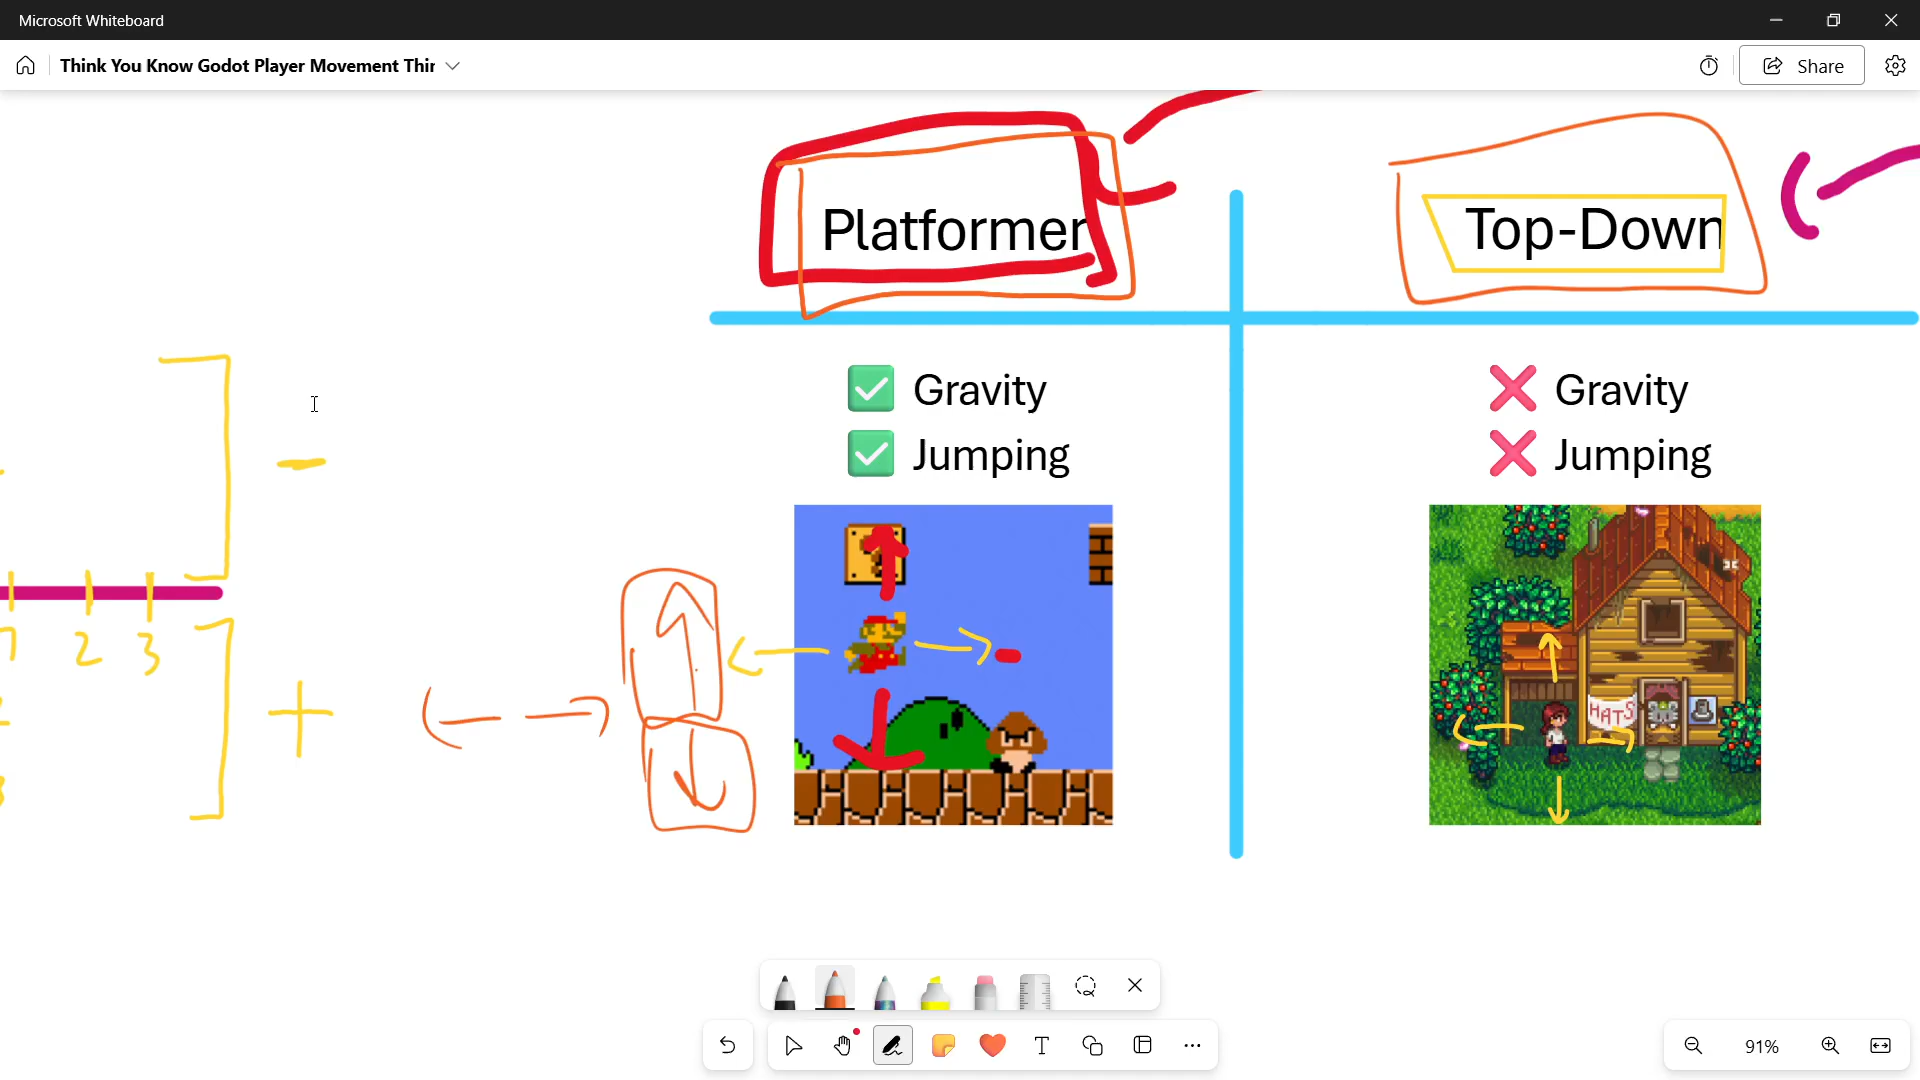 Microsoft Whiteboard
Think You Know Godot Player Movement Thir
Share
Platformer
Top-Down
✅ Gravity
✅ Jumping
❌ Gravity
❌ Jumping
HATS
-
1 2 3
+
91%